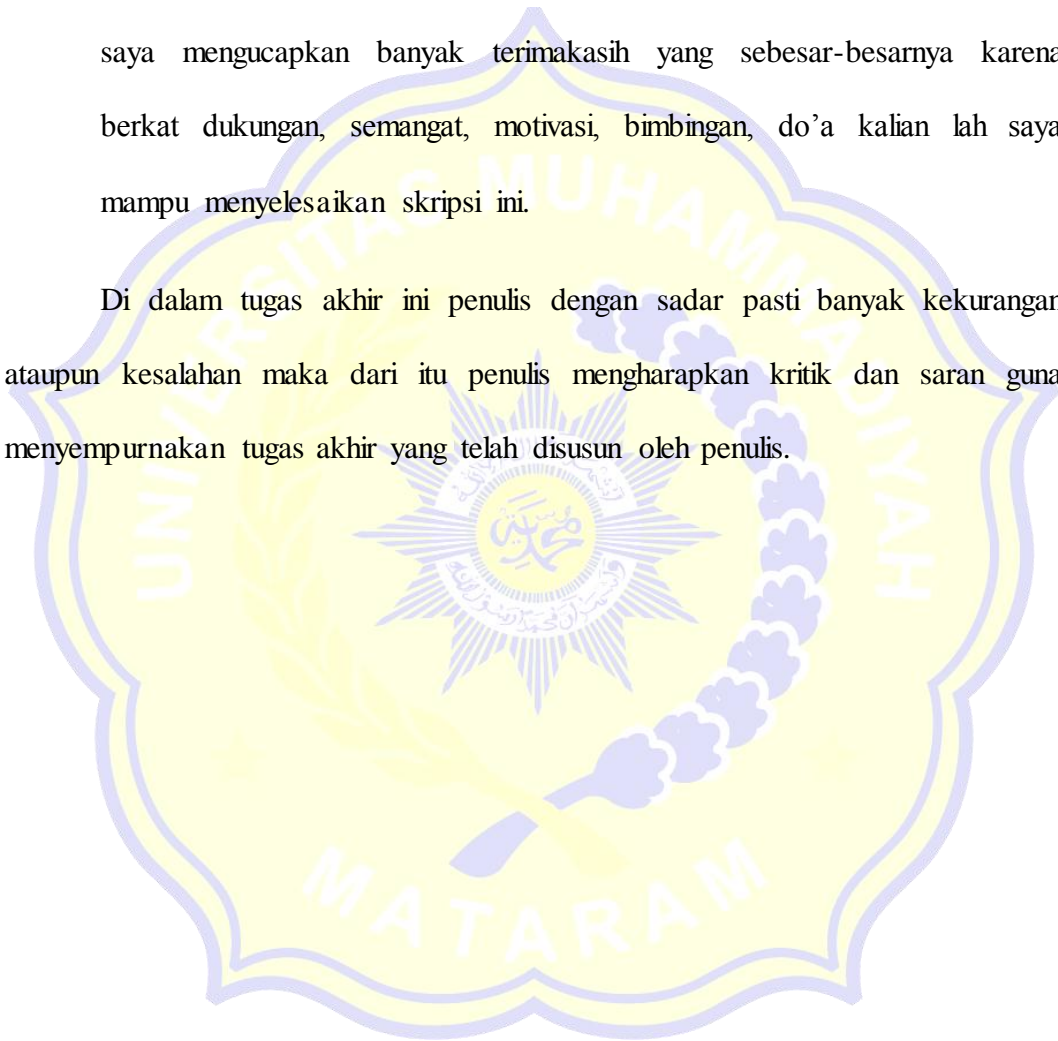 saya mengucapkan banyak terimakasih yang sebesar-besarnya karena
berkat dukungan, semangat, motivasi, bimbingan, do’a kalian lah saya
mampu menyelesaikan skripsi ini.
Di dalam tugas akhir ini penulis dengan sadar pasti banyak kekurangan
ataupun kesalahan maka dari itu penulis mengharapkan kritik dan saran guna
menyempurnakan tugas akhir yang telah disusun oleh penulis.
UNIVERSITAS MUHAMMADIYAH
MATARAM